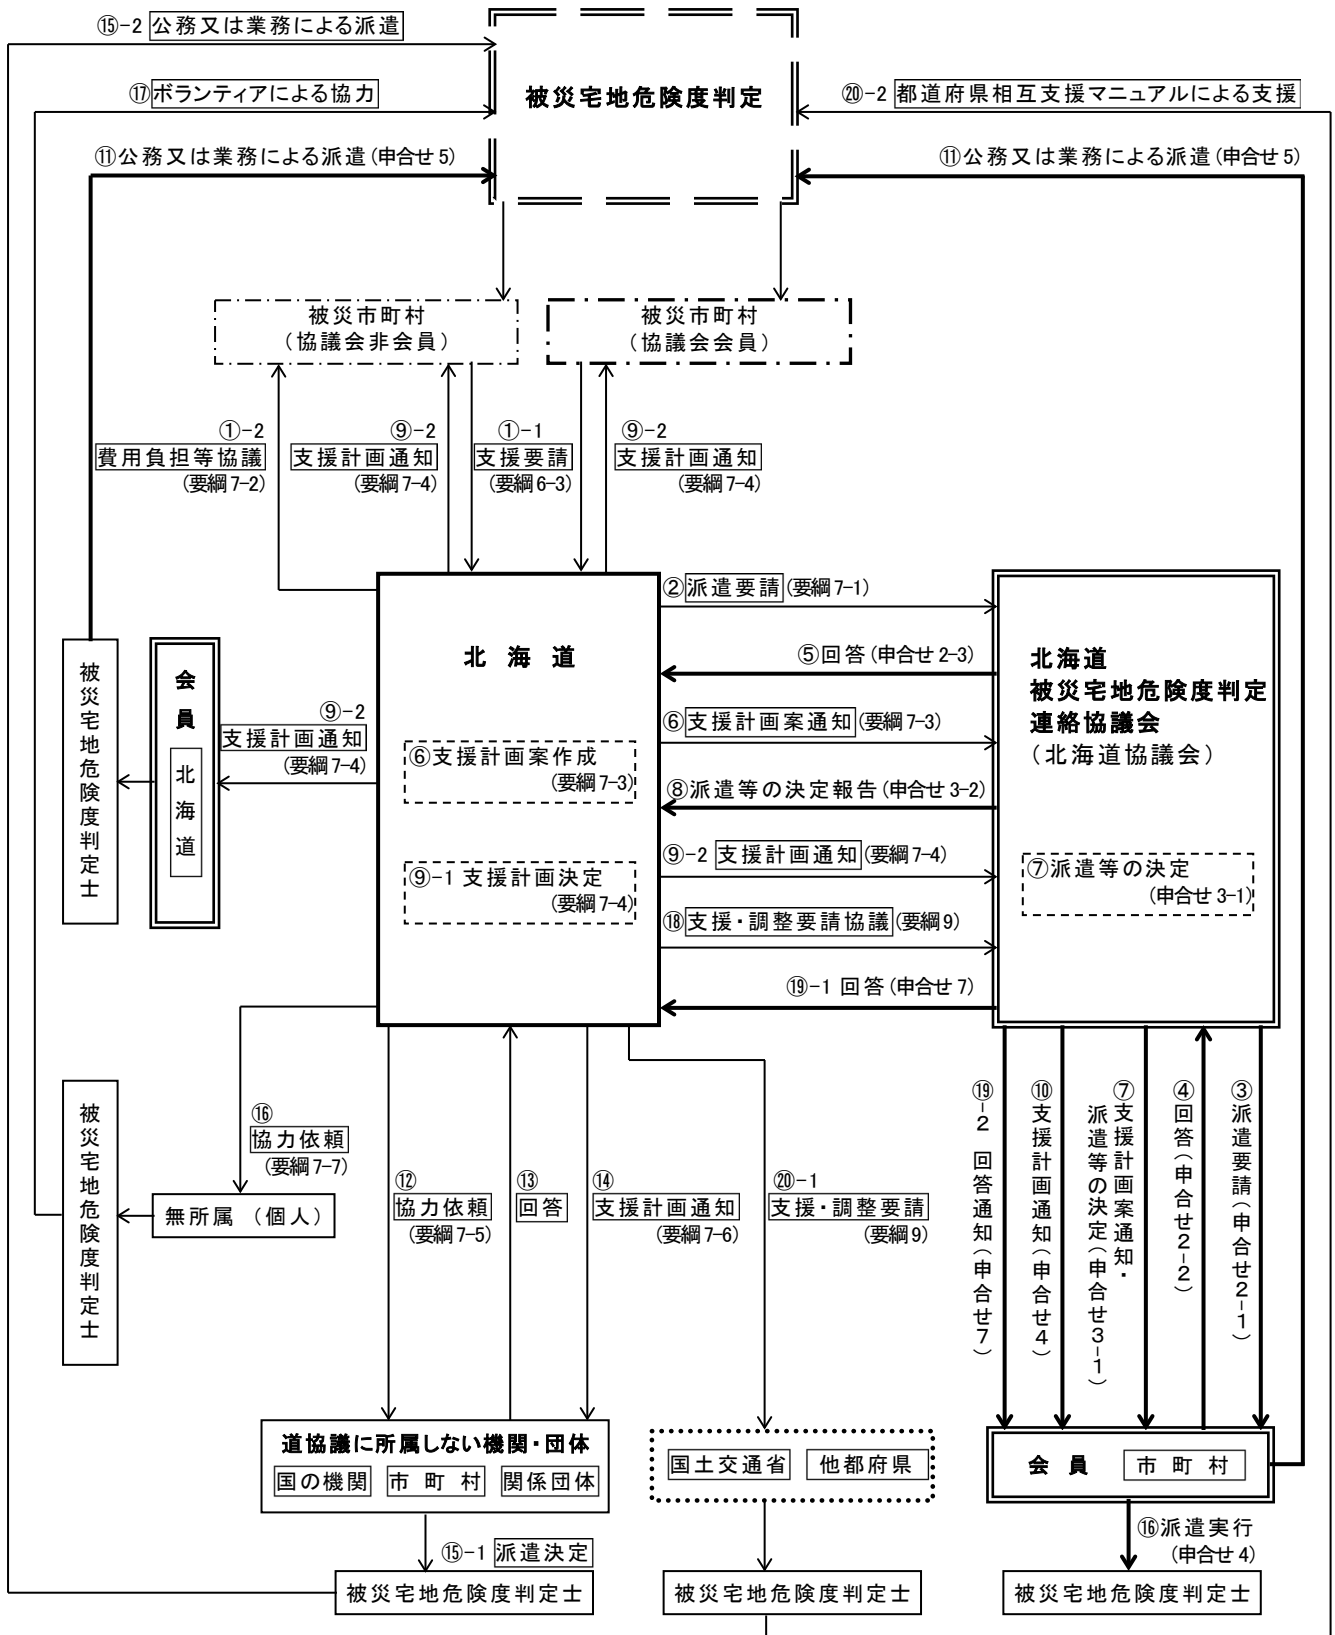 ⑮-2 公務又は業務による派遣
⑰ボランティアによる協力
被災宅地危険度判定
⑳-2 都道府県相互支援マニュアルによる支援
⑪公務又は業務による派遣(申合せ5)
⑪公務又は業務による派遣(申合せ5)
被災市町村
(協議会非会員)
被災市町村
(協議会会員)
①-2
費用負担等協議
(要綱7-2)
⑨-2
支援計画通知
(要綱7-4)
①-1
支援要請
(要綱6-3)
⑨-2
支援計画通知
(要綱7-4)
北海道
②派遣要請(要綱7-1)
⑤回答(申合せ2-3)
⑥支援計画案通知(要綱7-3)
⑧派遣等の決定報告(申合せ3-2)
⑨-2 支援計画通知(要綱7-4)
⑱支援・調整要請協議(要綱9)
⑲-1 回答(申合せ7)
⑥支援計画案作成
(要綱7-3)
⑨-1 支援計画決定
(要綱7-4)
北海道
被災宅地危険度判定
連絡協議会
(北海道協議会)
⑦派遣等の決定
(申合せ3-1)
被災宅地危険度判定士
会員
北海道
⑨-2
支援計画通知
(要綱7-4)
被災宅地危険度判定士
⑯
協力依頼
(要綱7-7)
無所属 (個人)
⑫
協力依頼
(要綱7-5)
⑬
回答
⑭
支援計画通知
(要綱7-6)
⑳-1
支援・調整要請
(要綱9)
⑲-2 回答通知(申合せ7)
⑩支援計画通知(申合せ4)
⑦支援計画案通知・
派遣等の決定(申合せ3-1)
④回答(申合せ2-2)
③派遣要請(申合せ2-1)
道協議に所属しない機関・団体
国の機関 市町村 関係団体
国土交通省 他都府県
会員 市町村
⑮-1 派遣決定
⑯派遣実行
(申合せ4)
被災宅地危険度判定士
被災宅地危険度判定士
被災宅地危険度判定士